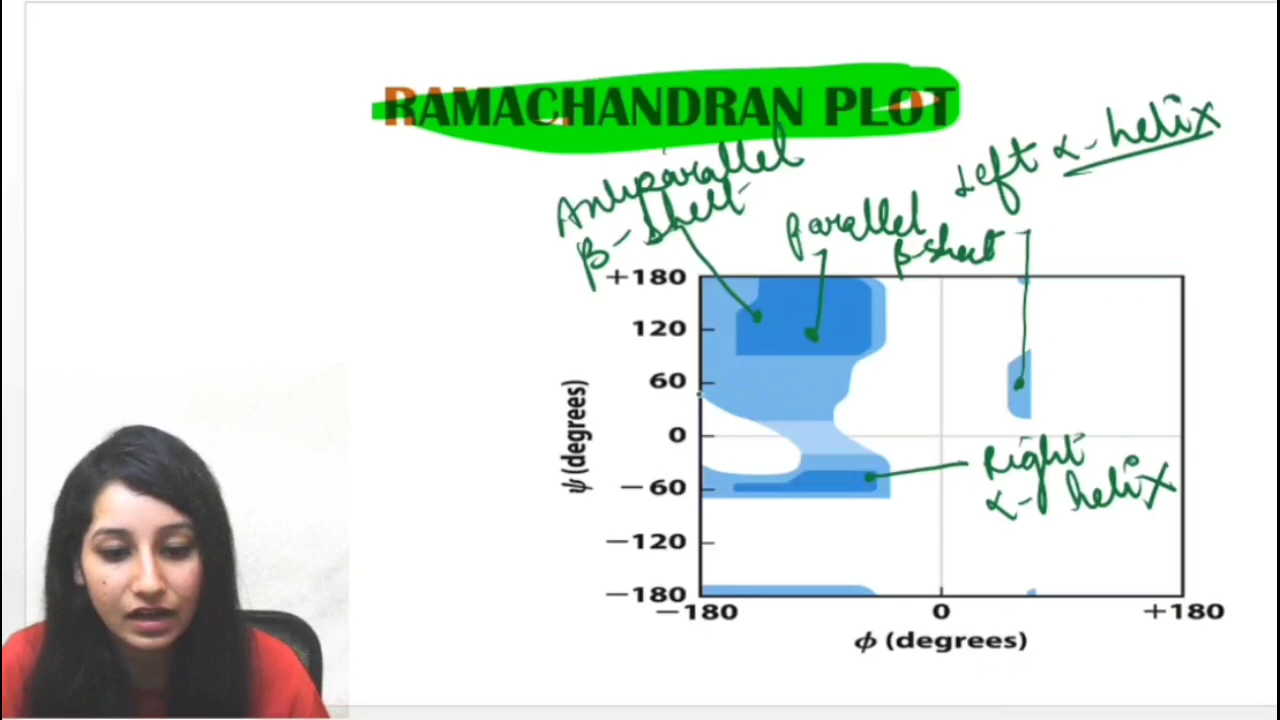 RAMACHANDRAN PLOT
Antiparallel
β-sheet
parallel
β-sheet
Left α-helix
+180
120
60
0
−60
−120
−180
ψ (degrees)
Right
α-helix
−180 0 +180
ϕ (degrees)